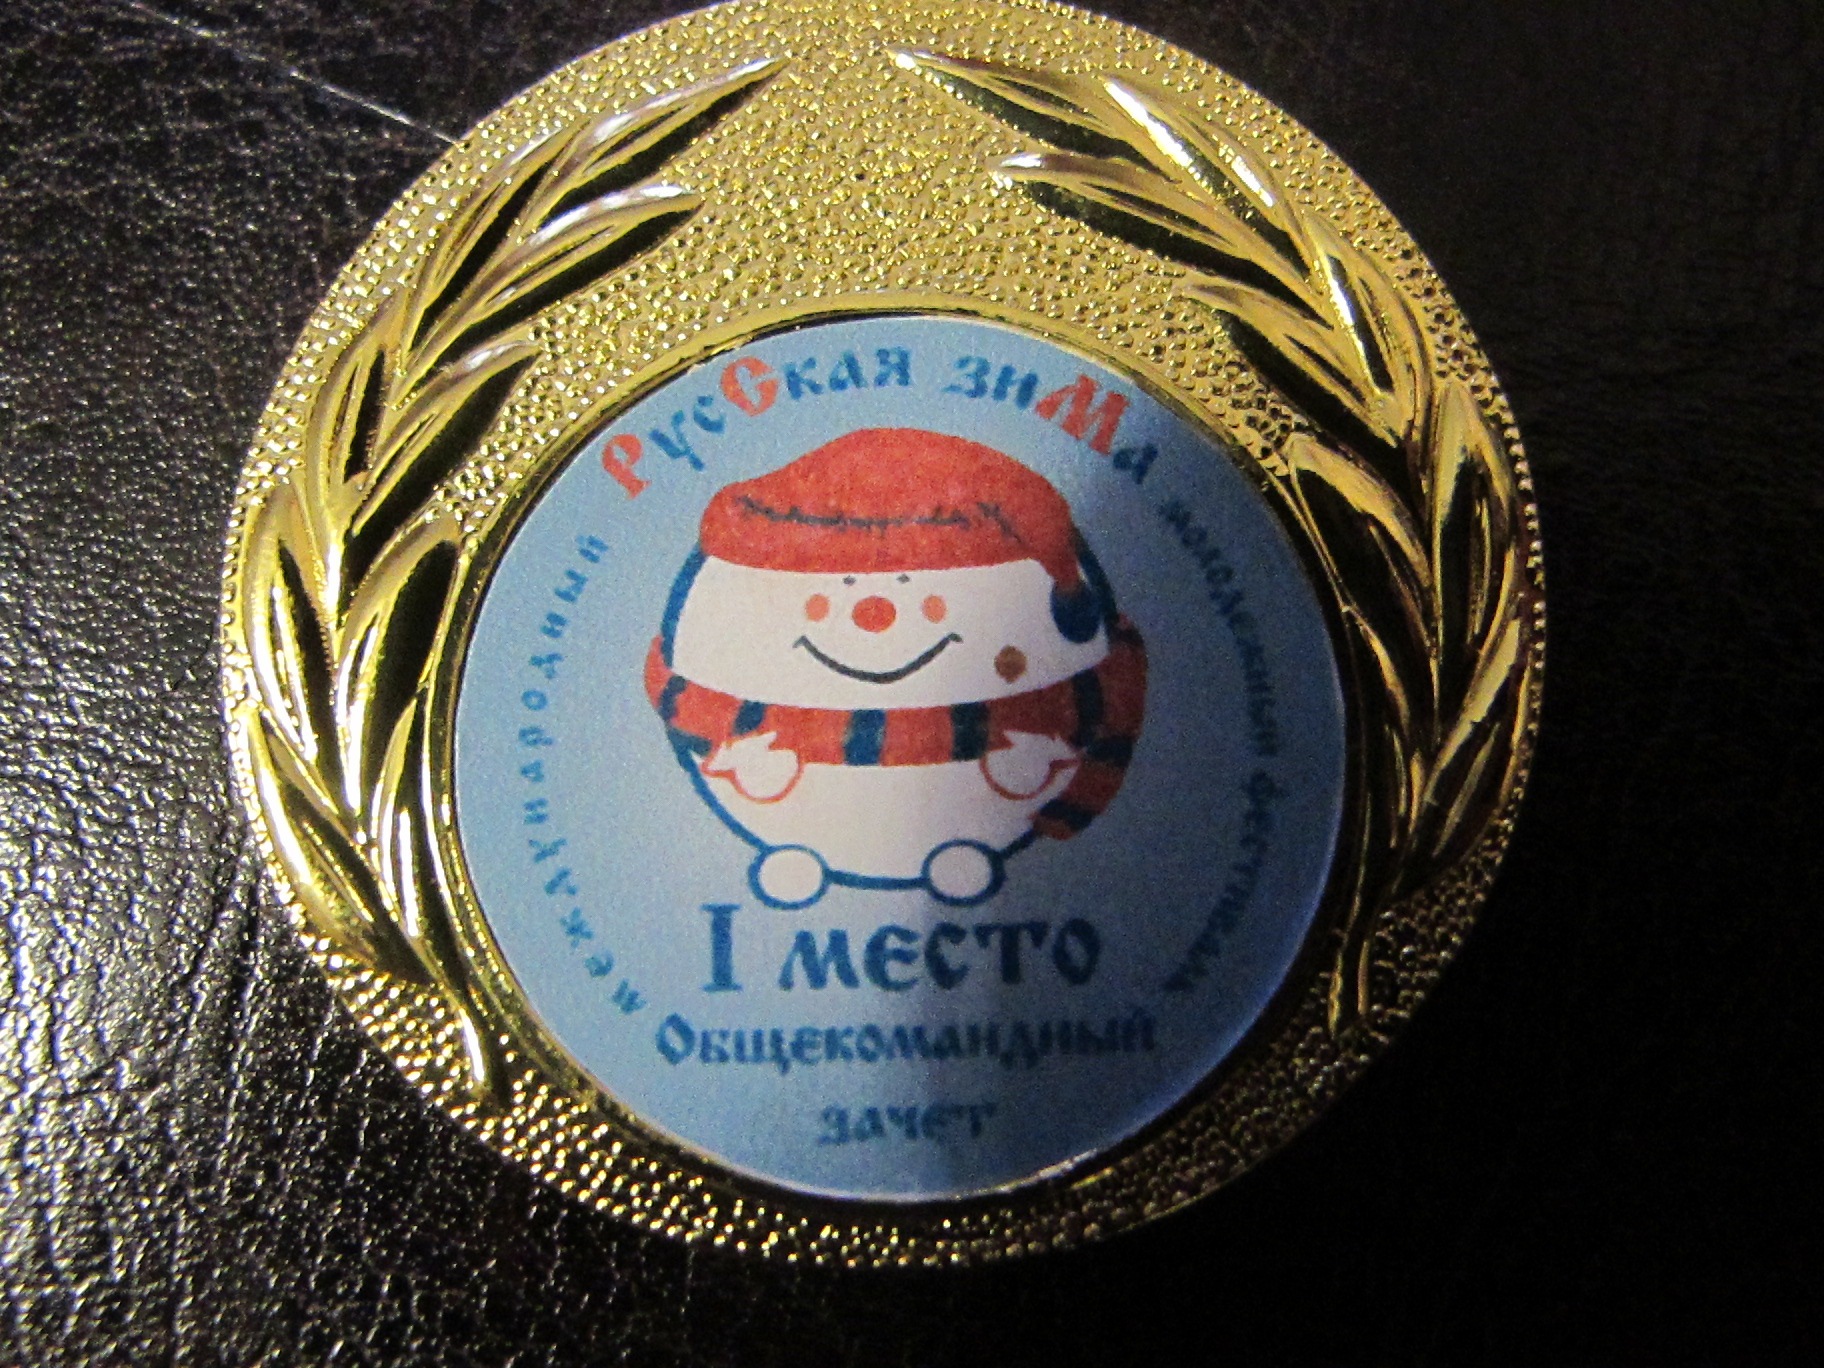 международный РусСкая зиМа молодежный фестиваль
I место
Общекомандный
зачет